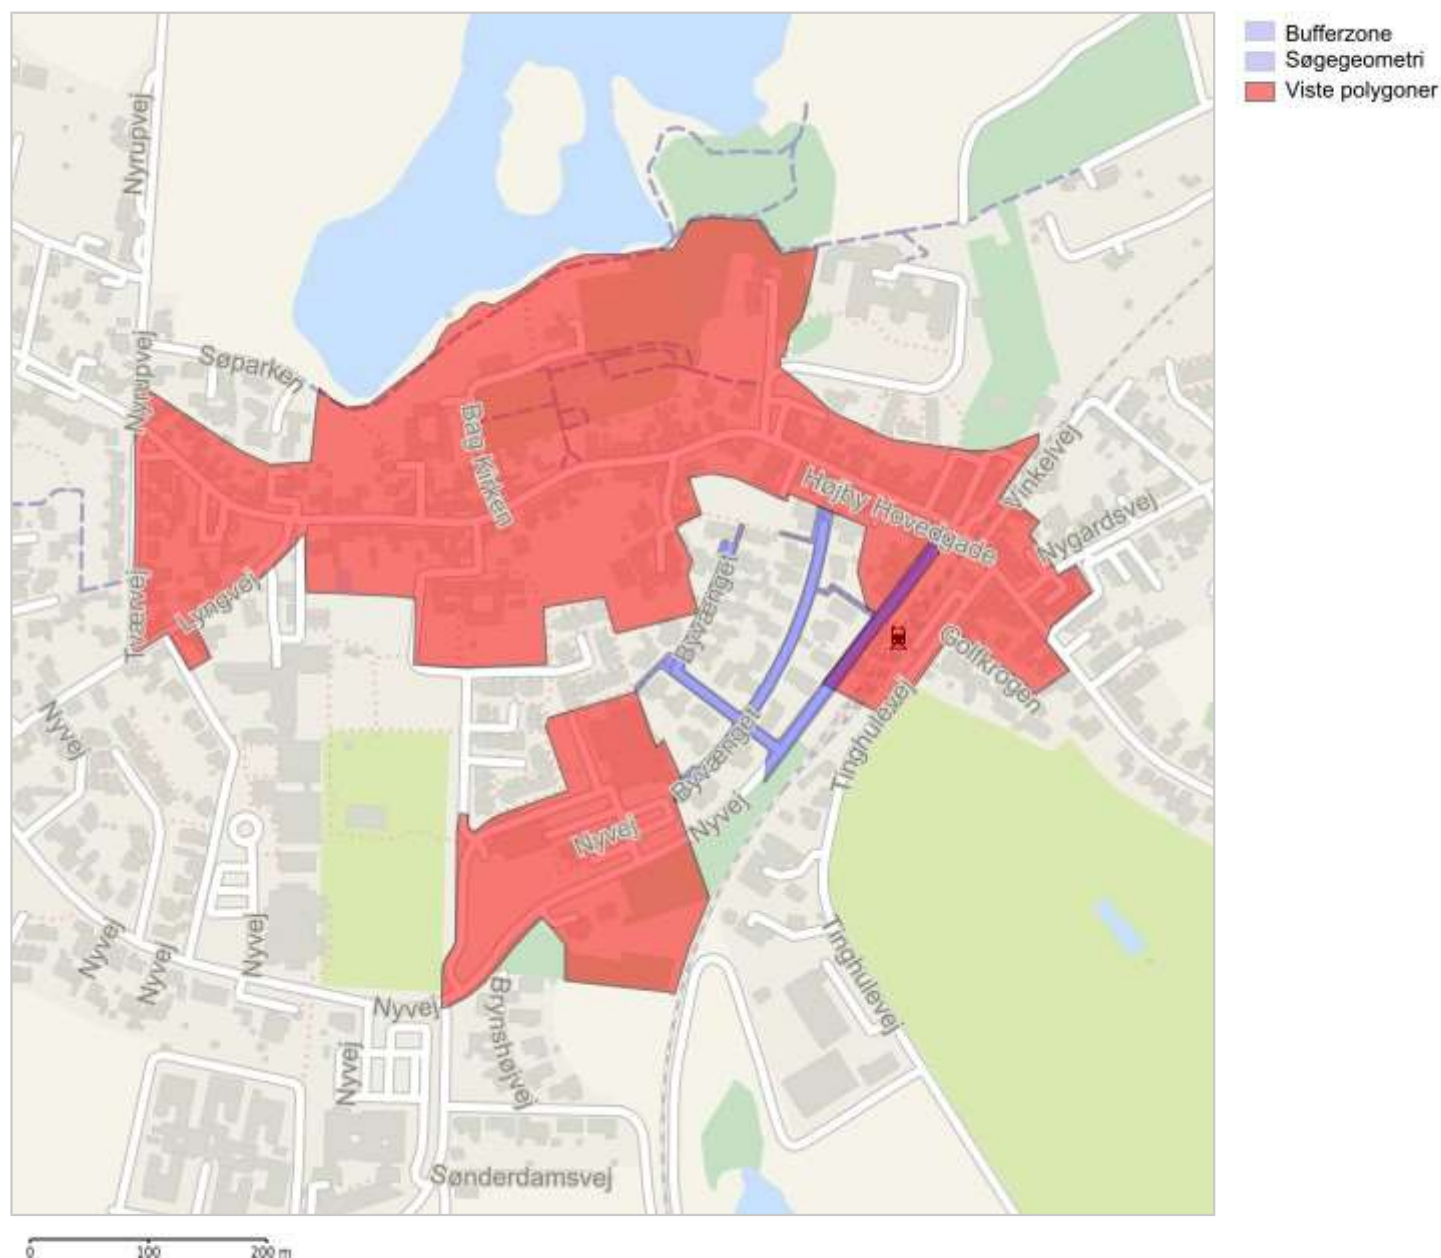 Bufferzone
Søgegeometri
Viste polygoner
Nyrupvej
Nyrupvej
Søparken
Bag Kirken
Højby Hovedgade
Vinkelvej
Nygårdsvej
Tværvej
Lyngvej
Byvænget
Golfkrogen
Nyvej
Byvænget
Tinghulevej
Nyvej
Nyvej
Nyvej
Nyvej
Nyvej
Tinghulevej
Nyvej
Nyvej
Brynshøjvej
Sønderdamsvej
0 100 200 m